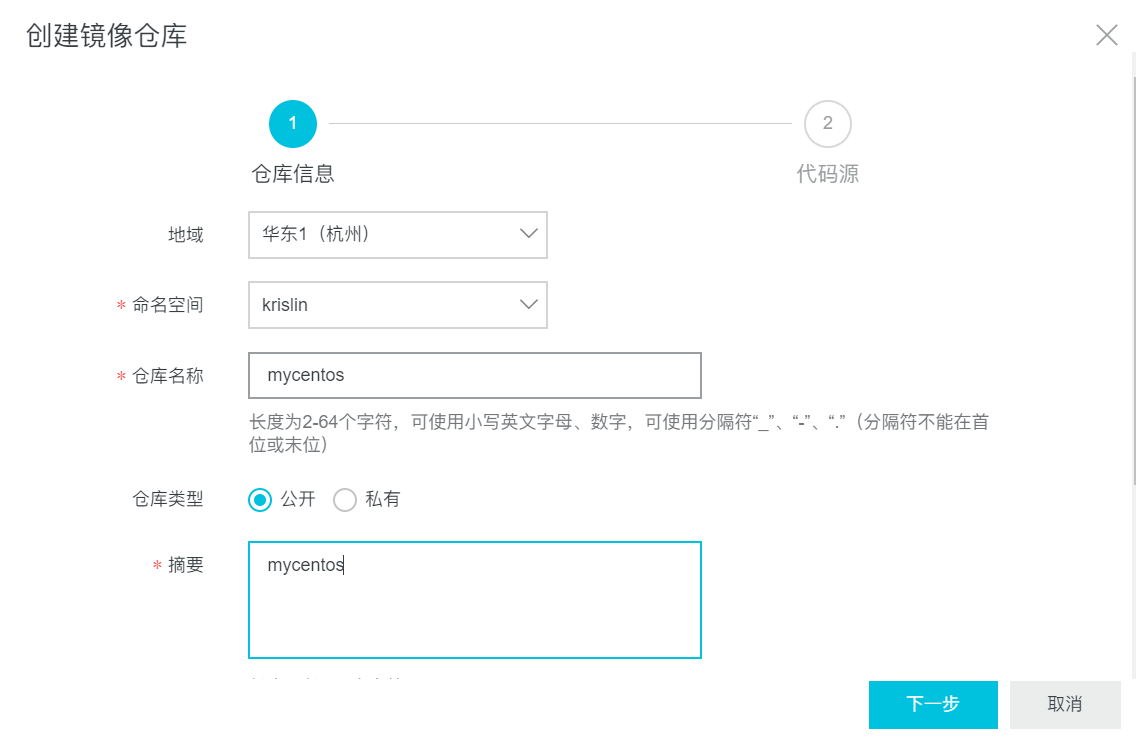 创建镜像仓库
1
2
仓库信息
代码源
地域
华东1（杭州）
* 命名空间
krislin
* 仓库名称
mycentos
长度为2-64个字符，可使用小写英文字母、数字，可使用分隔符“_”、“-”、“.”（分隔符不能在首
位或末位）
仓库类型
公开
私有
* 摘要
mycentos
下一步
取消